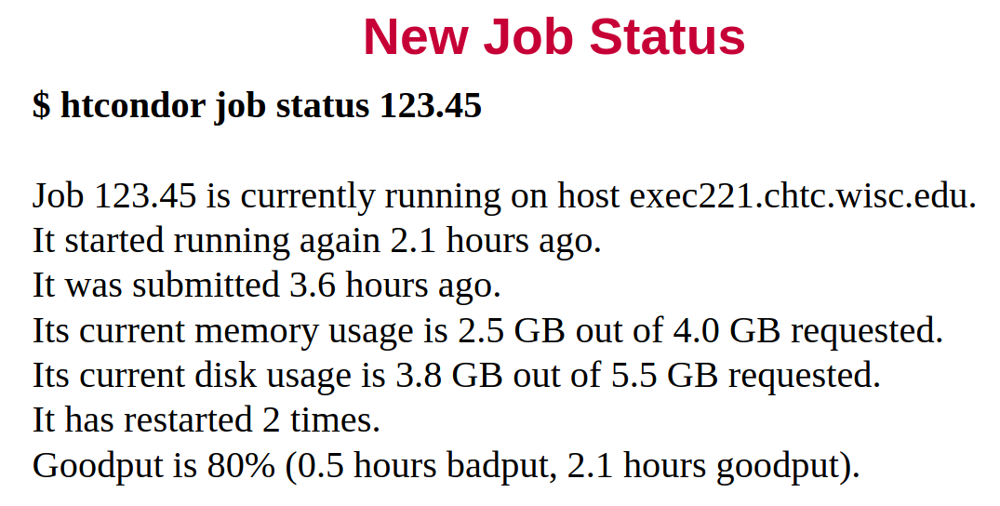 New Job Status
$ htcondor job status 123.45
Job 123.45 is currently running on host exec221.chtc.wisc.edu.
It started running again 2.1 hours ago.
It was submitted 3.6 hours ago.
Its current memory usage is 2.5 GB out of 4.0 GB requested.
Its current disk usage is 3.8 GB out of 5.5 GB requested.
It has restarted 2 times.
Goodput is 80% (0.5 hours badput, 2.1 hours goodput).